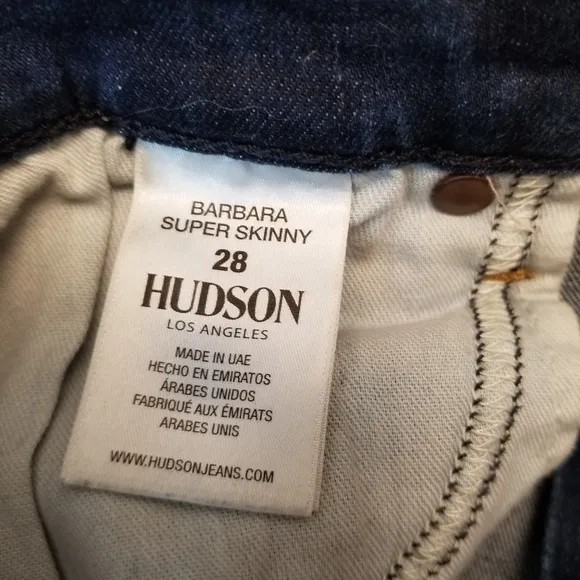 BARBARA
SUPER SKINNY
28
HUDSON
LOS ANGELES
MADE IN UAE
HECHO EN EMIRATOS
ÁRABES UNIDOS
FABRIQUÉ AUX ÉMIRATS
ARABES UNIS
WWW.HUDSONJEANS.COM